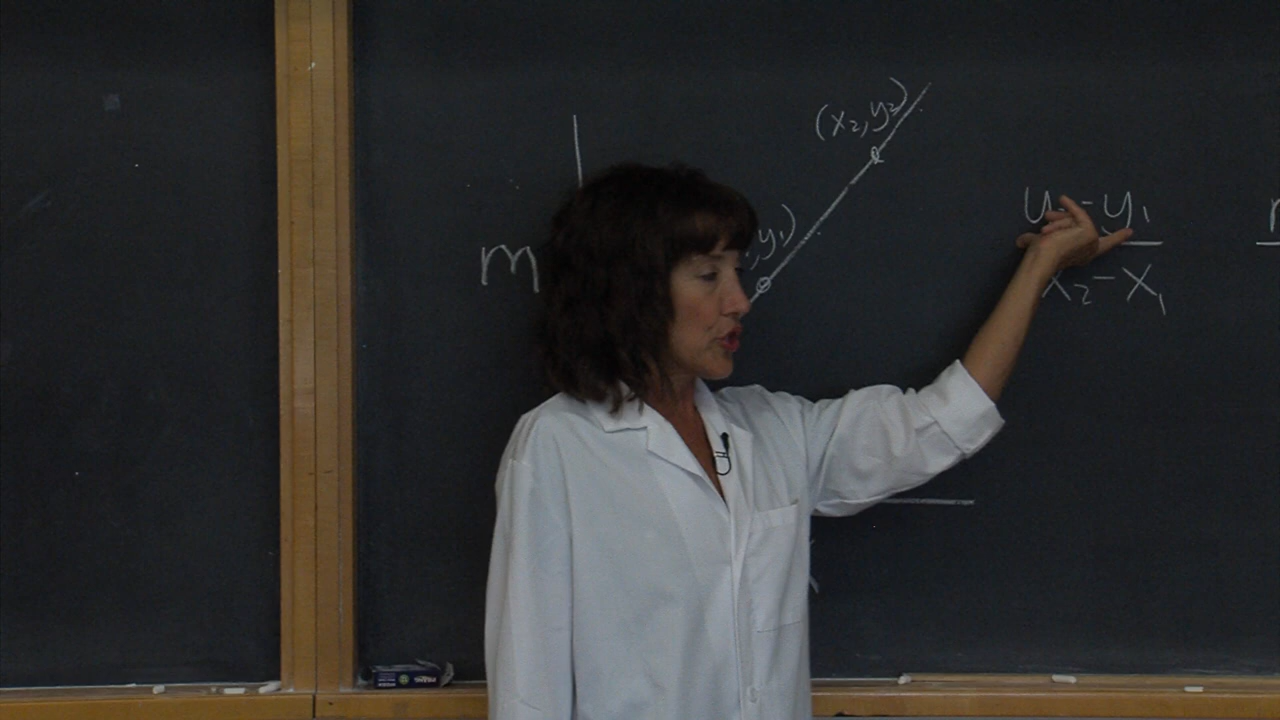 (x₂,y₂)
,y₁)
m
y₂-y₁
x₂-x₁